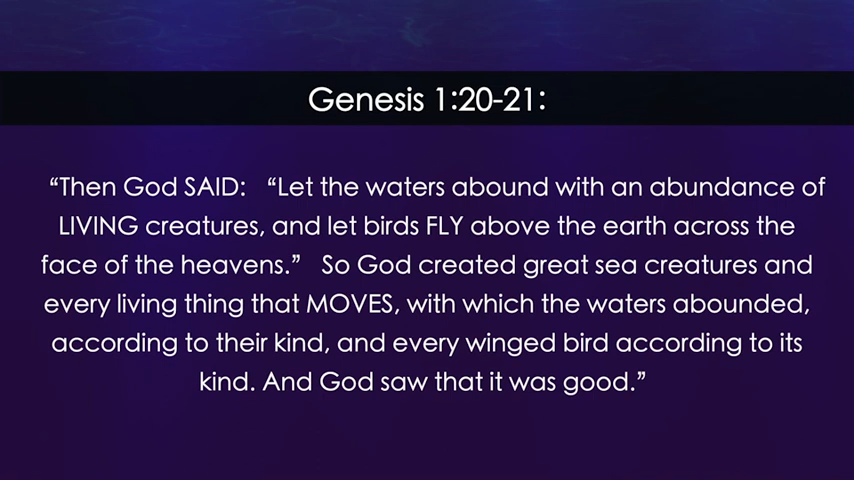 Genesis 1:20-21:
“Then God SAID: “Let the waters abound with an abundance of
LIVING creatures, and let birds FLY above the earth across the
face of the heavens.” So God created great sea creatures and
every living thing that MOVES, with which the waters abounded,
according to their kind, and every winged bird according to its
kind. And God saw that it was good.”